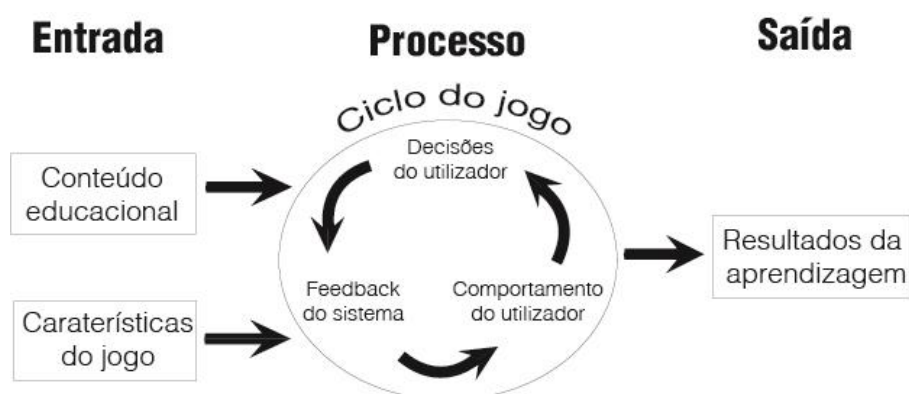 Entrada
Processo
Saída
Ciclo do jogo
Decisões
do utilizador
Conteúdo
educacional
Resultados da
aprendizagem
Feedback
do sistema
Comportamento
do utilizador
Caraterísticas
do jogo